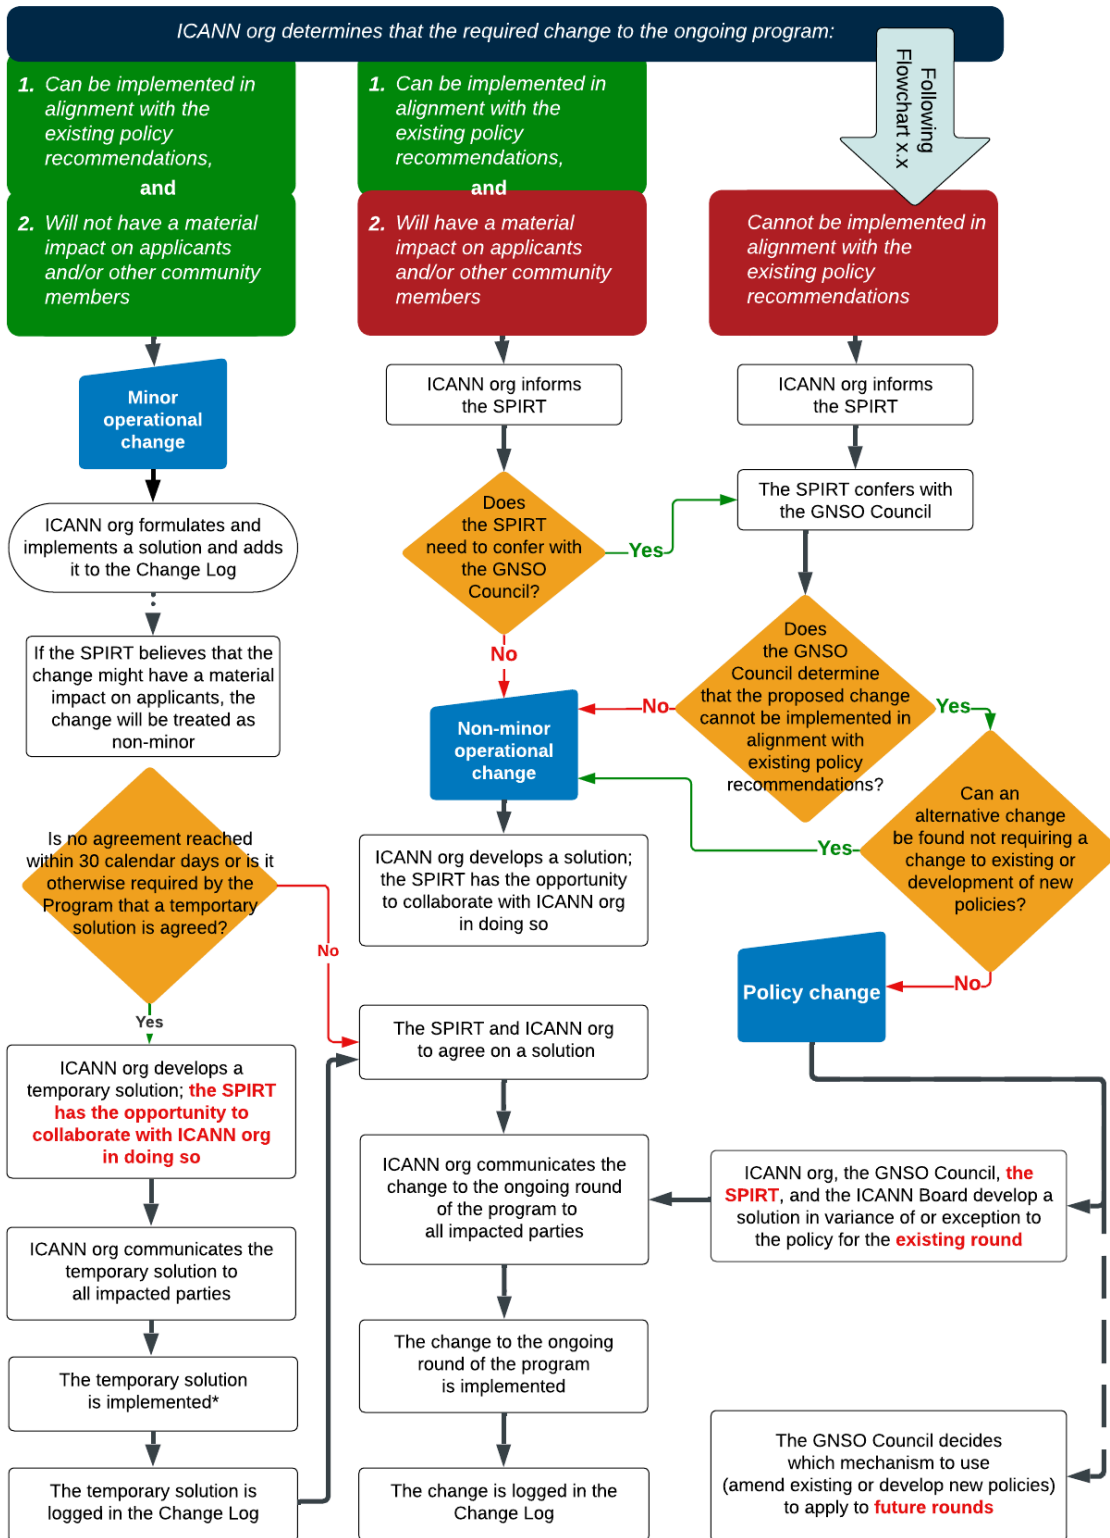 ICANN org determines that the required change to the ongoing program:
Following
Flowchart x.x
1. Can be implemented in
alignment with the
existing policy
recommendations,
and
2. Will not have a material
impact on applicants
and/or other community
members
1. Can be implemented in
alignment with the
existing policy
recommendations,
and
2. Will have a material
impact on applicants
and/or other community
members
Cannot be implemented in
alignment with the
existing policy
recommendations
Minor
operational
change
ICANN org formulates and
implements a solution and adds
it to the Change Log
If the SPIRT believes that the
change might have a material
impact on applicants, the
change will be treated as
non-minor
ICANN org informs
the SPIRT
Does
the SPIRT
need to confer with
the GNSO
Council?
Yes
No
ICANN org informs
the SPIRT
The SPIRT confers with
the GNSO Council
Does
the GNSO
Council determine
that the proposed change
cannot be implemented in
alignment with
existing policy
recommendations?
No
Yes
Non-minor
operational
change
Can an
alternative change
be found not requiring a
change to existing or
development of new
policies?
Yes
No
ICANN org develops a solution;
the SPIRT has the opportunity
to collaborate with ICANN org
in doing so
Policy change
Is no agreement reached
within 30 calendar days or is it
otherwise required by the
Program that a temportary
solution is agreed?
No
Yes
The SPIRT and ICANN org
to agree on a solution
ICANN org develops a
temporary solution; the SPIRT
has the opportunity to
collaborate with ICANN org
in doing so
ICANN org communicates the
change to the ongoing round
of the program to
all impacted parties
ICANN org, the GNSO Council, the
SPIRT, and the ICANN Board develop a
solution in variance of or exception to
the policy for the existing round
ICANN org communicates the
temporary solution to
all impacted parties
The change to the ongoing
round of the program
is implemented
The temporary solution
is implemented*
The temporary solution is
logged in the Change Log
The change is logged in the
Change Log
The GNSO Council decides
which mechanism to use
(amend existing or develop new policies)
to apply to future rounds